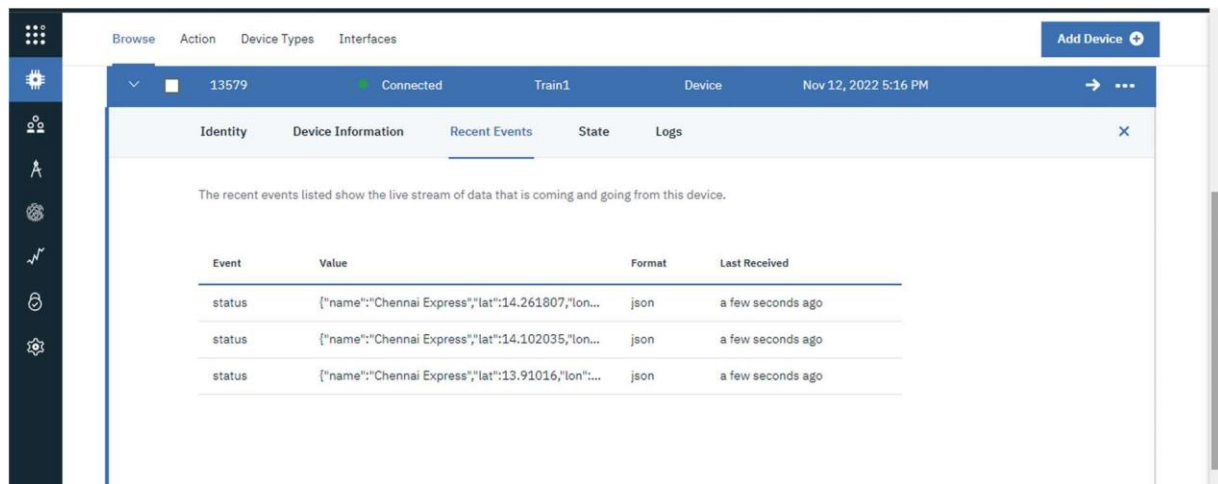 Browse Action Device Types Interfaces Add Device
13579 Connected Train1 Device Nov 12, 2022 5:16 PM
Identity Device Information Recent Events State Logs
The recent events listed show the live stream of data that is coming and going from this device.
Event Value Format Last Received
status {"name":"Chennai Express","lat":14.261807,"lon... json a few seconds ago
status {"name":"Chennai Express","lat":14.102035,"lon... json a few seconds ago
status {"name":"Chennai Express","lat":13.91016,"lon":... json a few seconds ago